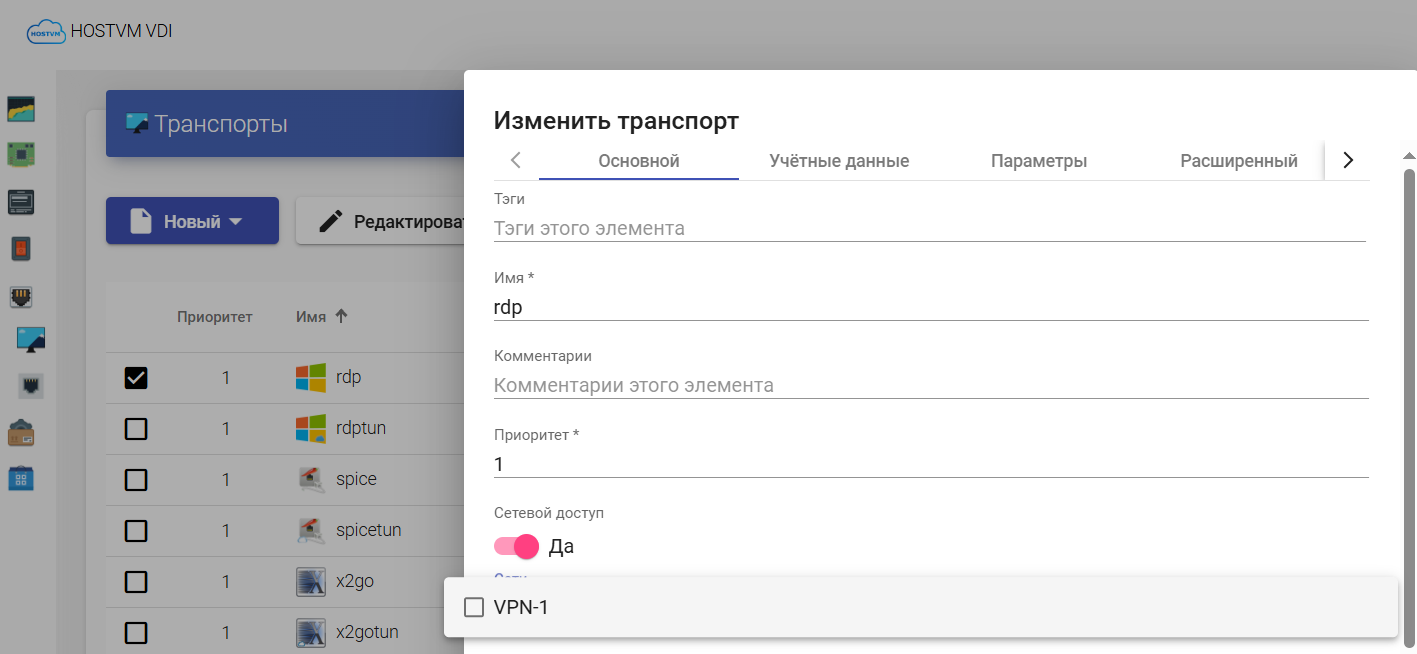 HOSTVM HOSTVM VDI
Транспорты
Новый
Редактироват
Приоритет Имя
1 rdp
1 rdptun
1 spice
1 spicetun
1 x2go
1 x2gotun
Изменить транспорт
Основной Учётные данные Параметры Расширенный
Тэги
Тэги этого элемента
Имя *
rdp
Комментарии
Комментарии этого элемента
Приоритет *
1
Сетевой доступ
Да
Сети
VPN-1